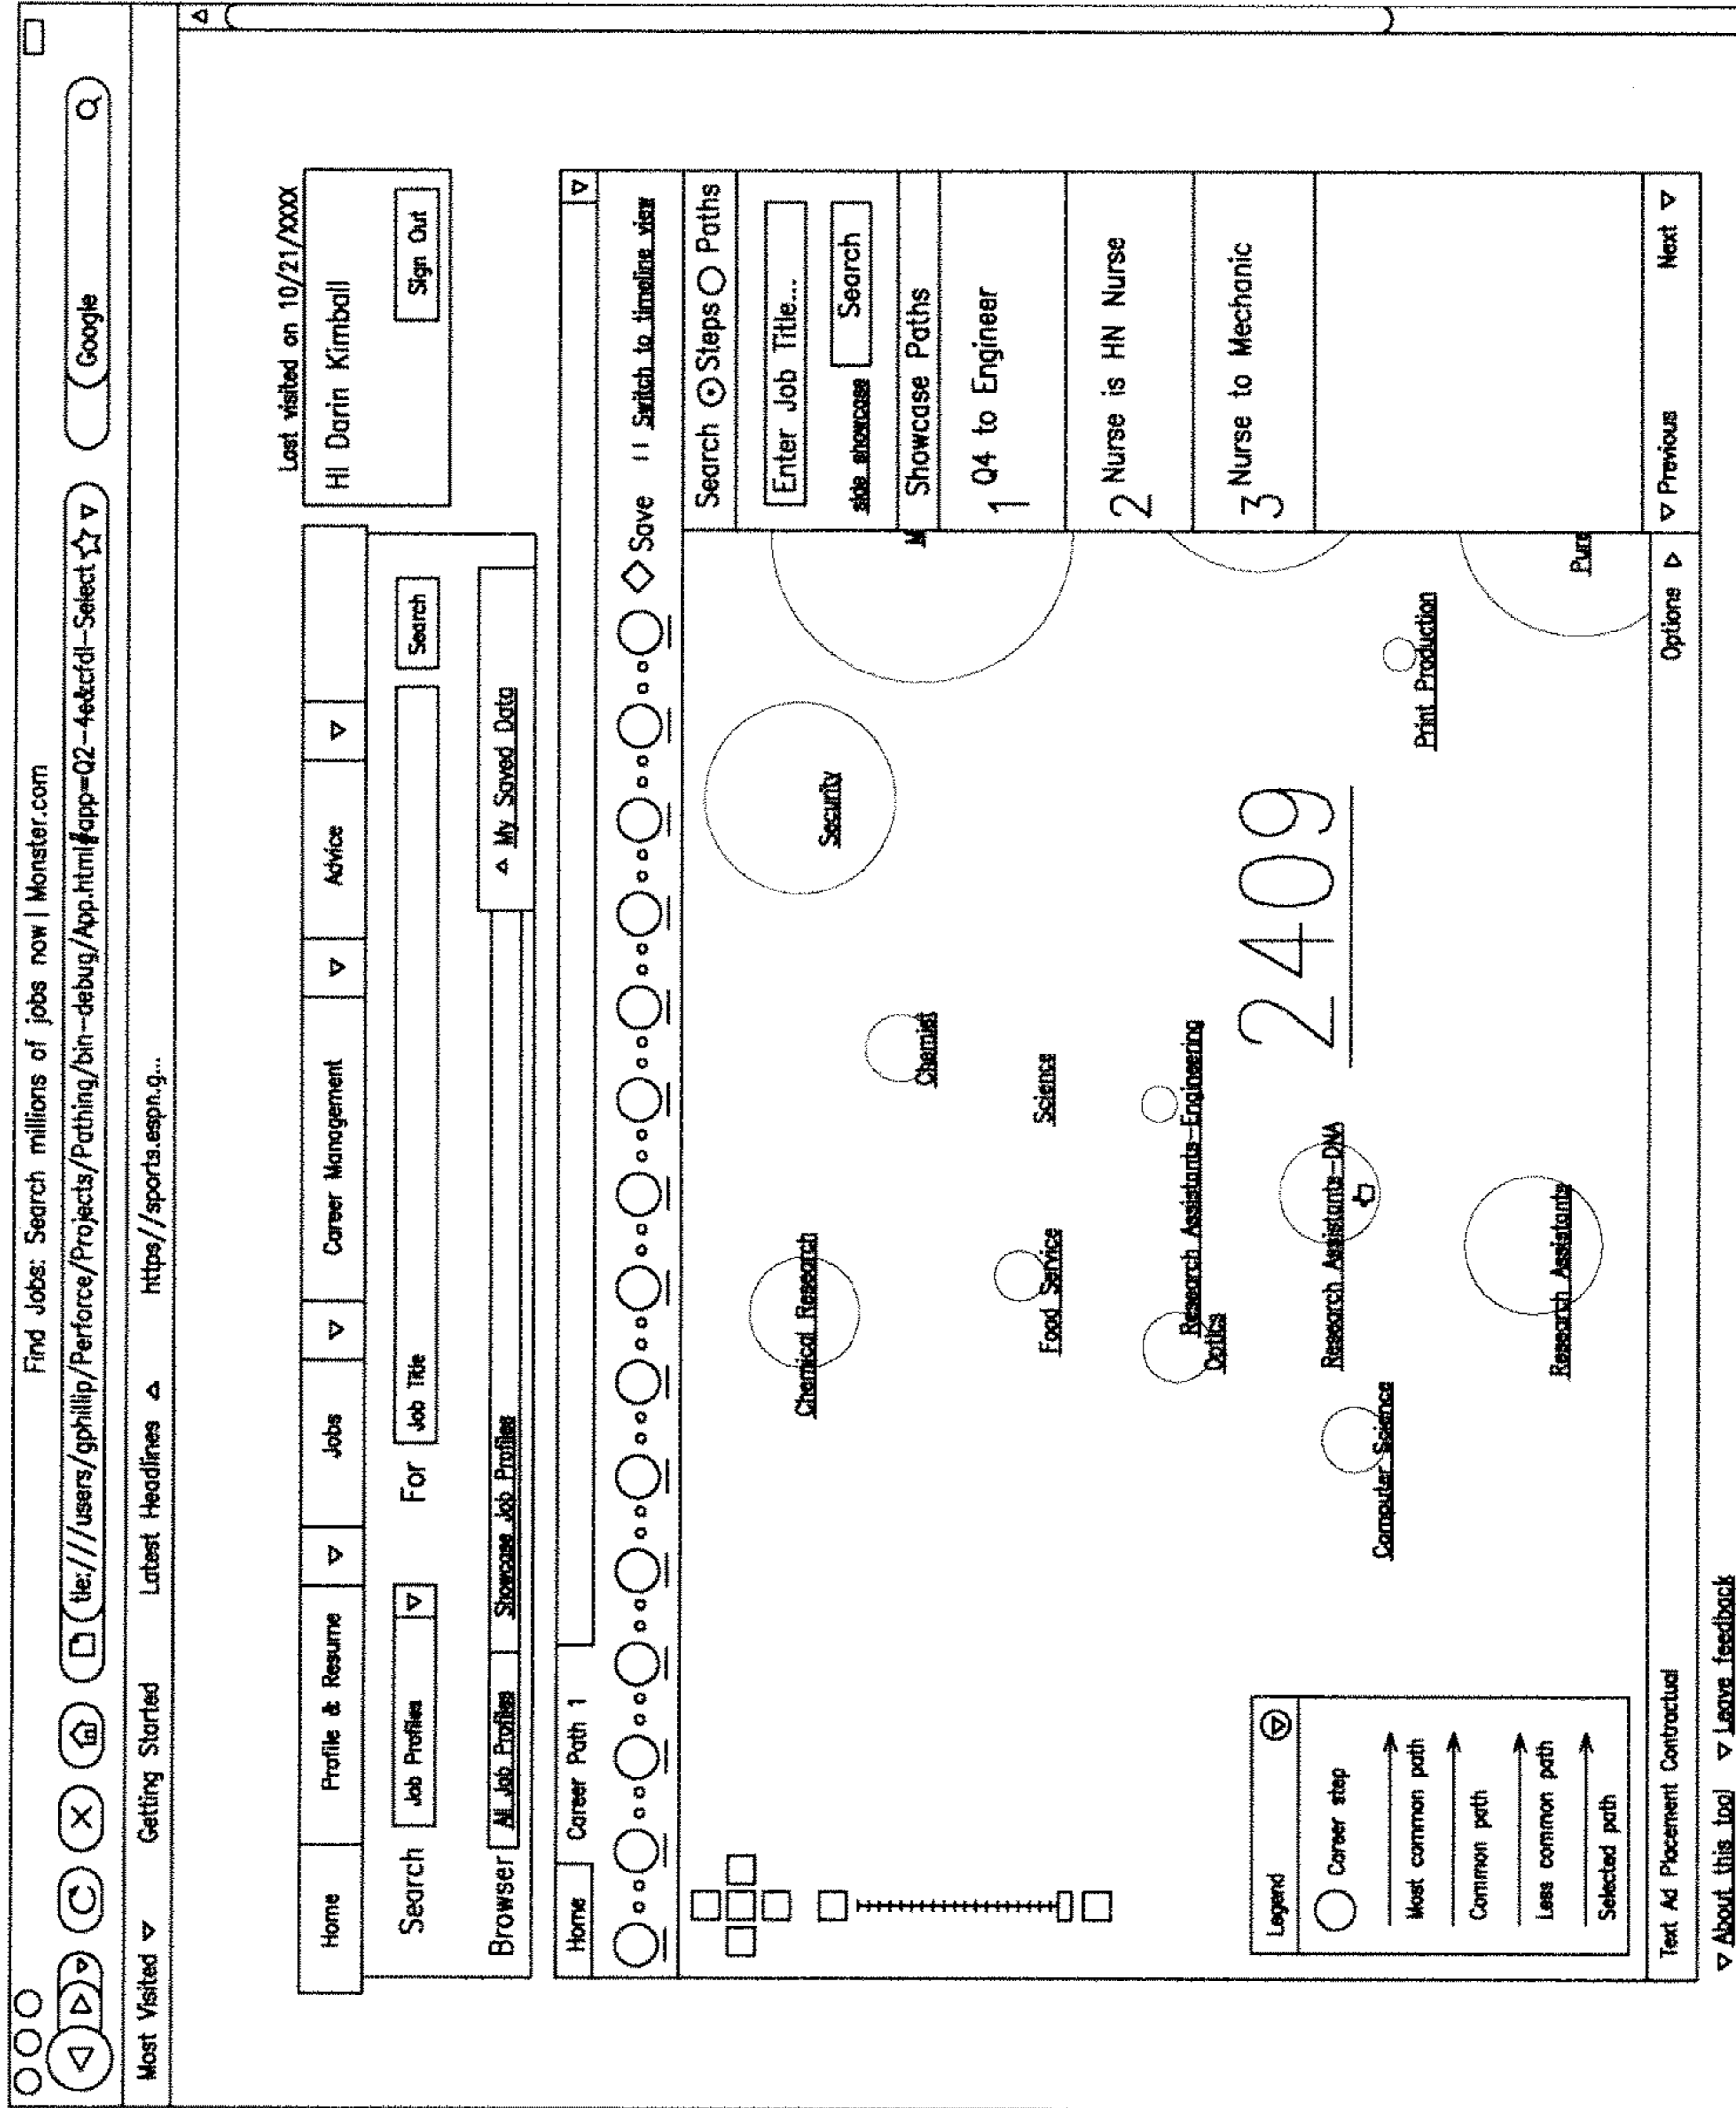 Find Jobs: Search millions of jobs now | Monster.com
tle:///users/gphillip/Perforce/Projects/Pathing/bin-debug/App.html#app=Q2-4e&cfdl-Select
Google
Most Visited
Getting Started
Latest Headlines
https//sports.espn.g...
Last visited on 10/21/XXXX
HI Darin Kimball
Sign Out
Home
Profile & Resume
Jobs
Career Management
Advice
Search
Job Profiles
For
Job Title
Search
Browser
All Job Profiles
Showcase Job Profiles
My Saved Data
Home
Career Path 1
Save
|| Switch to timeline view
Search Steps Paths
Enter Job Title...
side showcase
Search
Showcase Paths
1 Q4 to Engineer
2 Nurse is HN Nurse
3 Nurse to Mechanic
Chemical Research
Security
M
Chemist
Science
Food Service
Research Assistants-Engineering
Optics
Research Assistants-DNA
2409
Computer Science
Print Production
Research Assistants
Pure
Legend
Career step
Most common path
Common path
Less common path
Selected path
Text Ad Placement Contractual
Options
Previous
Next
About this tool
Leave feedback